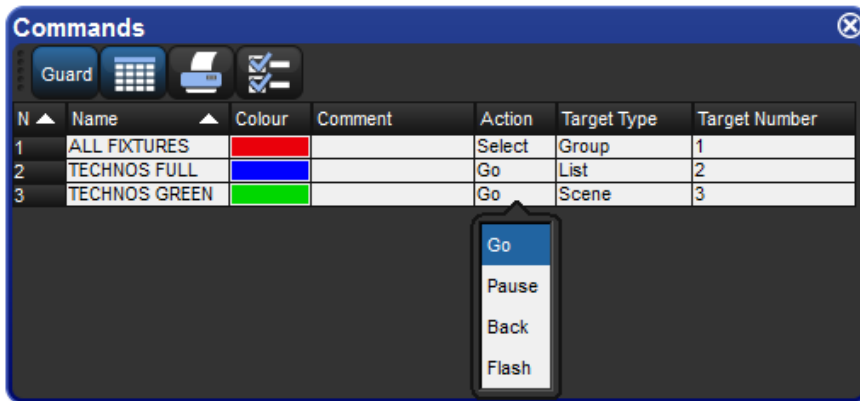 Commands
Guard
N Name Colour Comment Action Target Type Target Number
1 ALL FIXTURES Select Group 1
2 TECHNOS FULL Go List 2
3 TECHNOS GREEN Go Scene 3
Go
Pause
Back
Flash